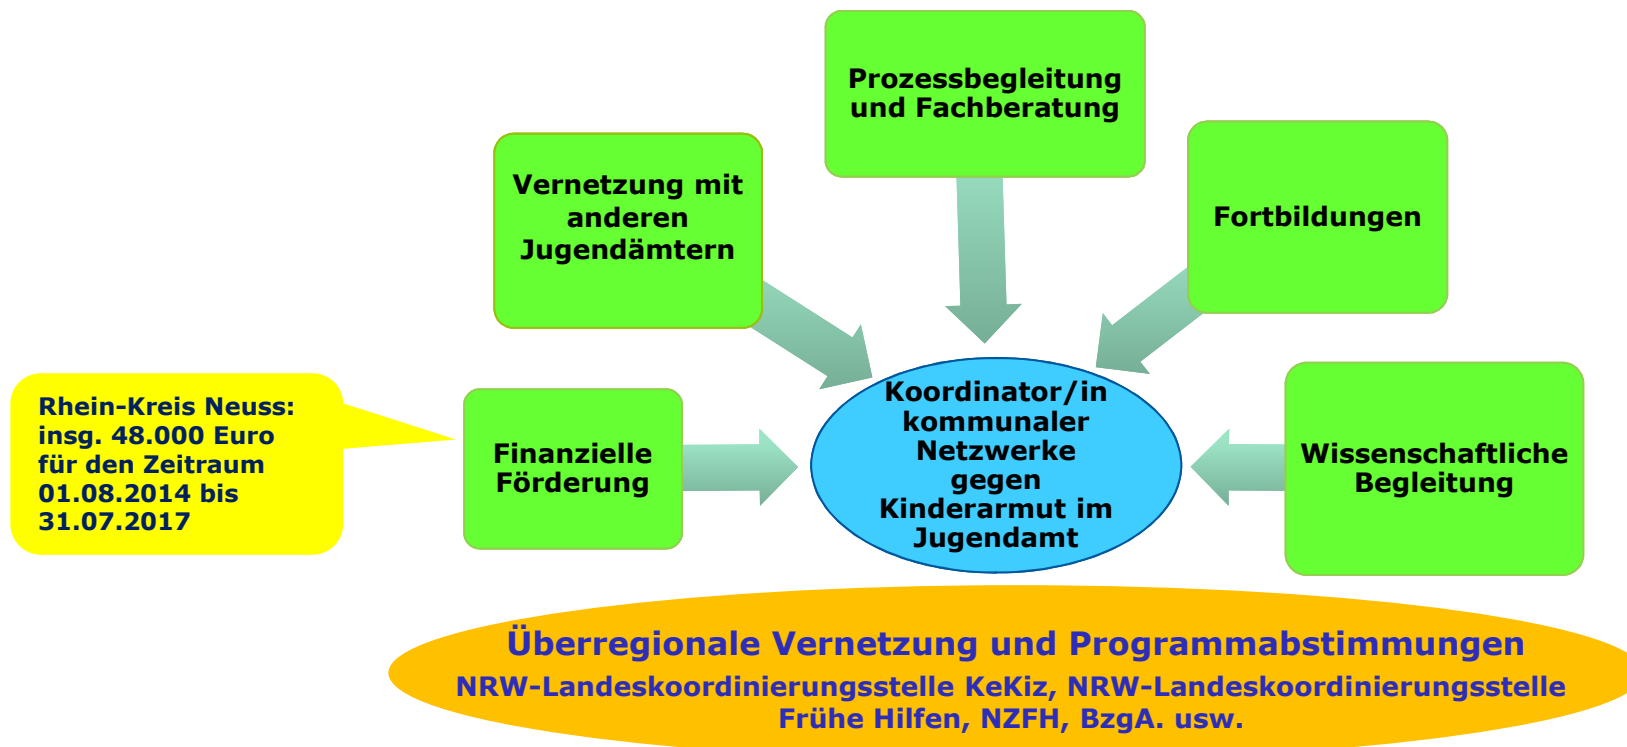 Prozessbegleitung
und Fachberatung
Vernetzung mit
anderen
Jugendämtern
Fortbildungen
Rhein-Kreis Neuss:
insg. 48.000 Euro
für den Zeitraum
01.08.2014 bis
31.07.2017
Finanzielle
Förderung
Koordinator/in
kommunaler
Netzwerke
gegen
Kinderarmut im
Jugendamt
Wissenschaftliche
Begleitung
Überregionale Vernetzung und Programmabstimmungen
NRW-Landeskoordinierungsstelle KeKiz, NRW-Landeskoordinierungsstelle
Frühe Hilfen, NZFH, BzgA. usw.